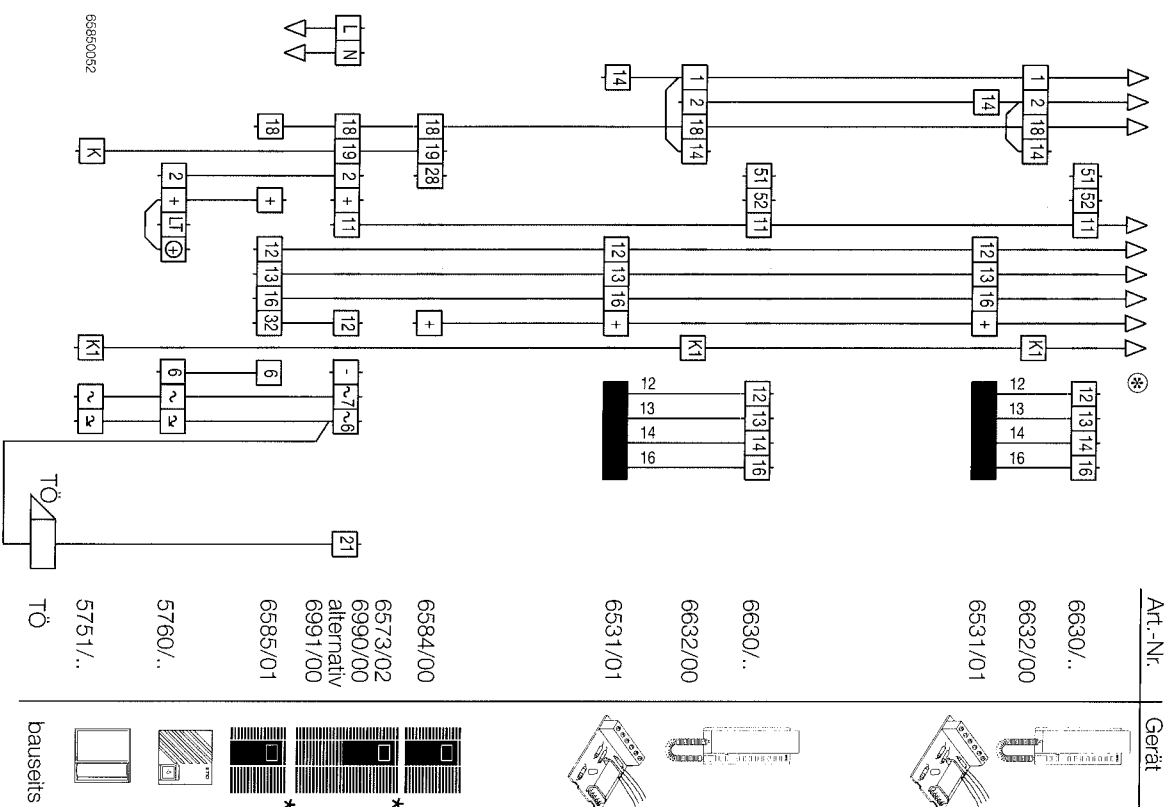 Art.-Nr. Gerät
⊛
51 52 11 12 13 14 16 6630/..
1 2 18 14 K1 6632/00
12 13 14 16
14 12 13 16 + 6531/01
51 52 11 12 13 14 16 6630/..
1 2 18 14 K1 6632/00
12 13 14 16
14 12 13 16 + 6531/01
18 19 28 + 6584/00
*
L N 18 19 2 + 11 12 - ~7 ~6 21
6573/02
6990/00
alternativ
6991/00
*
18 + 12 13 16 32 6 6585/01
2 + LT ⊕ 6 ~ ~ 5760/..
K K1 ~ ~ 5751/..
TÖ
TÖ bauseits
65850052